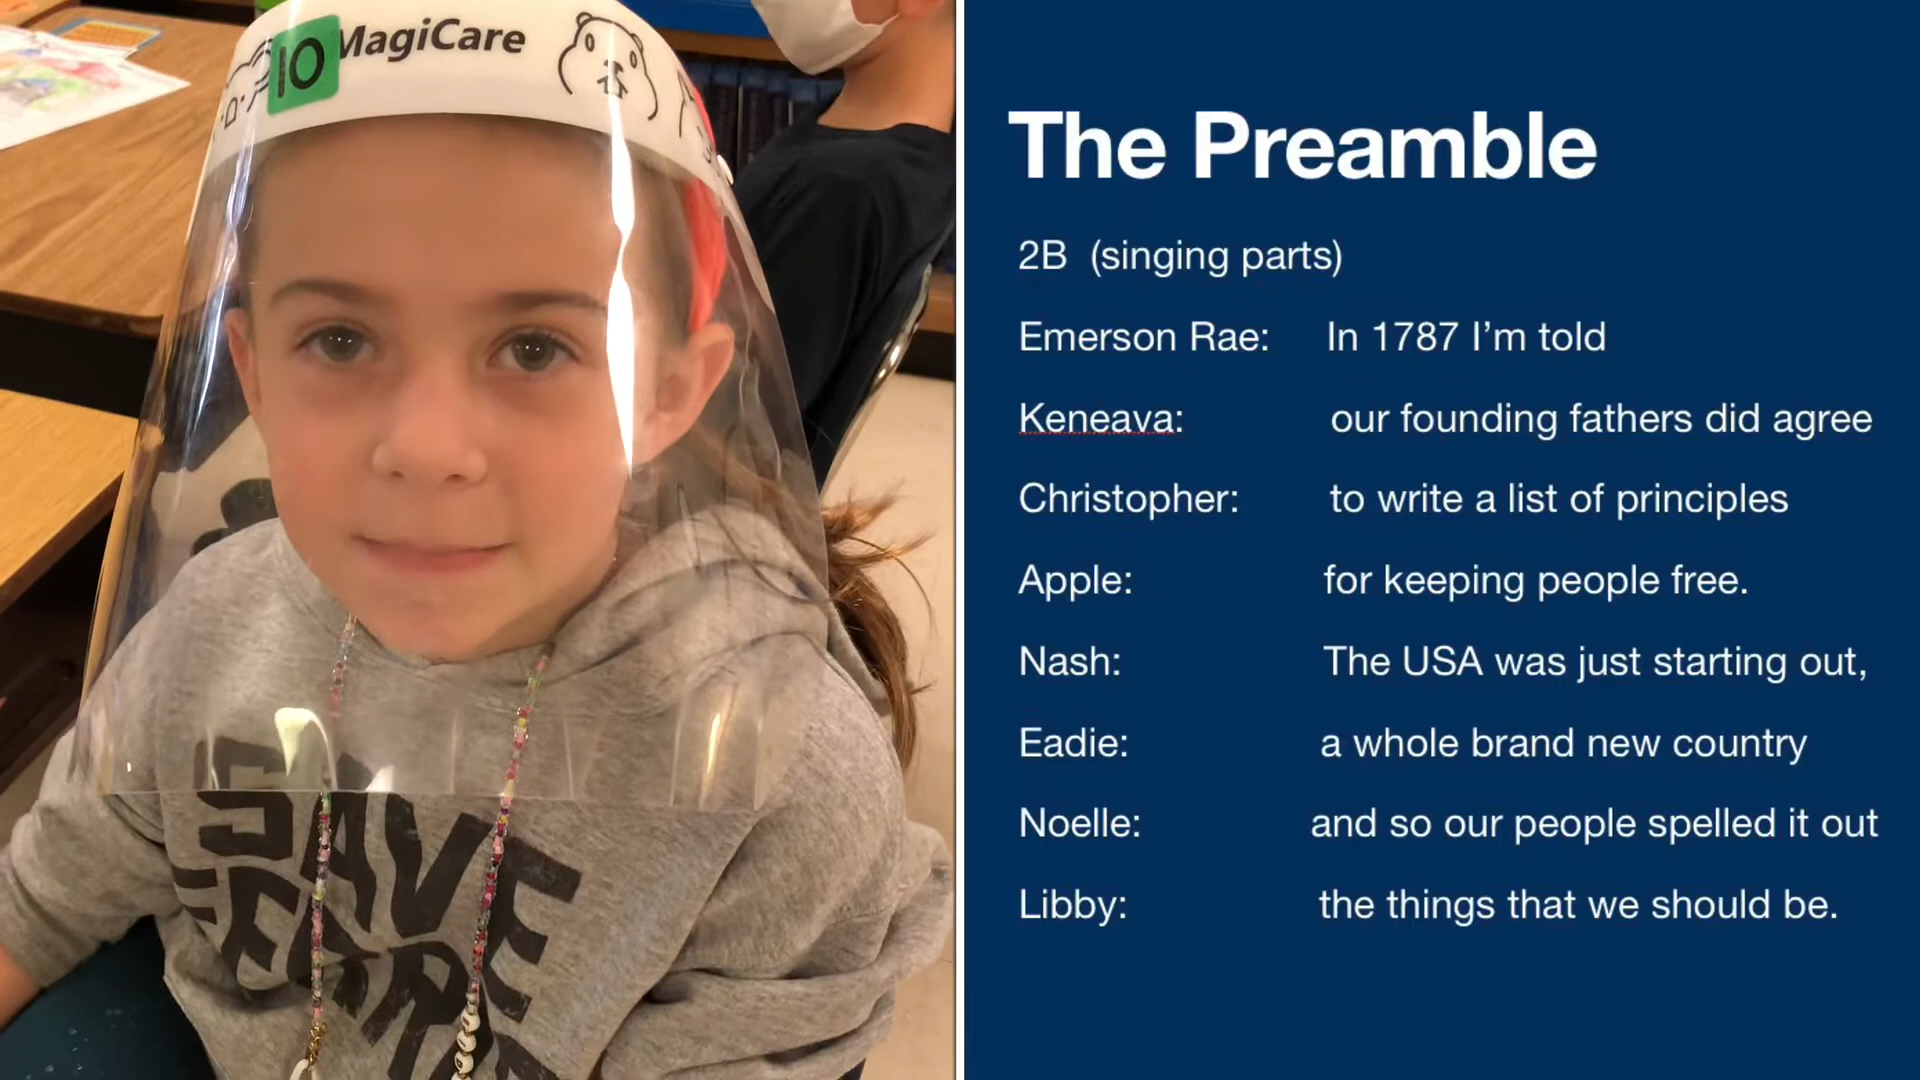 IO MagiCare
SAVE
The Preamble
2B (singing parts)
Emerson Rae: In 1787 I’m told
Keneava: our founding fathers did agree
Christopher: to write a list of principles
Apple: for keeping people free.
Nash: The USA was just starting out,
Eadie: a whole brand new country
Noelle: and so our people spelled it out
Libby: the things that we should be.